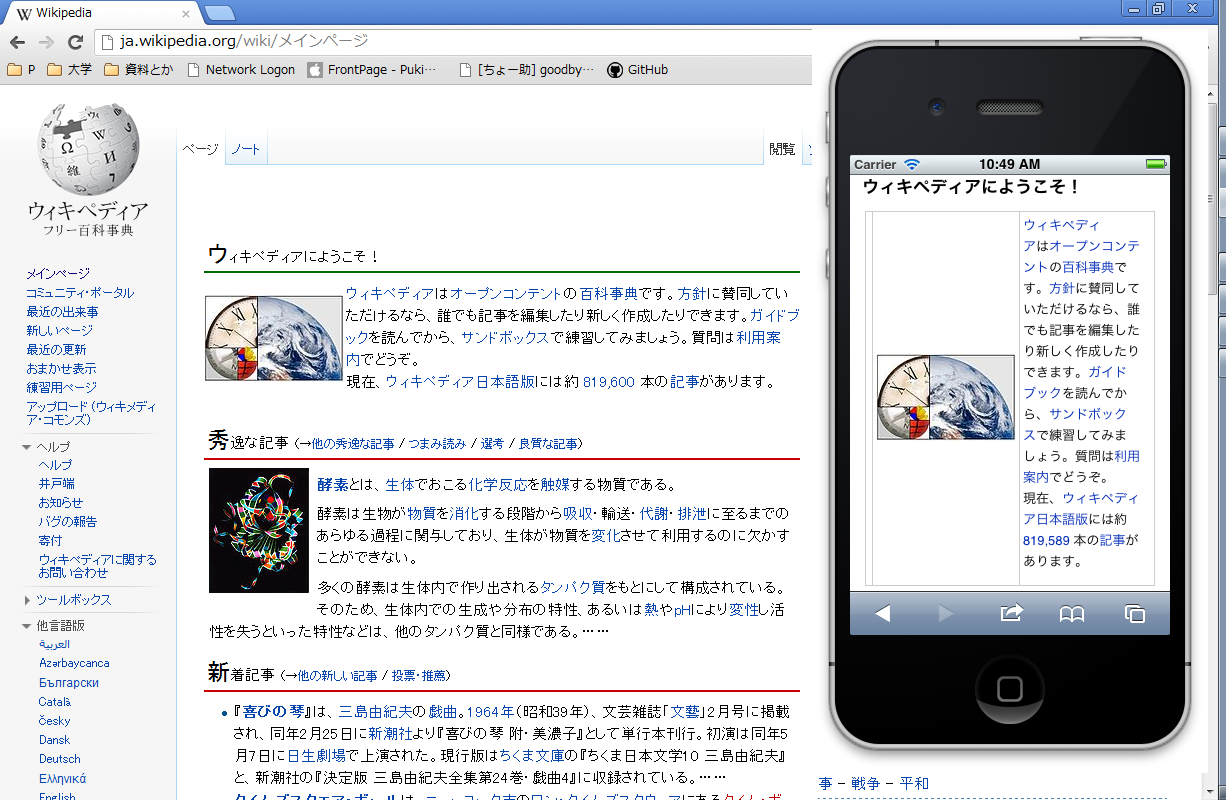 Wikipedia
ja.wikipedia.org/wiki/メインページ
P 大学 資料とか Network Logon FrontPage - Puki… [ちょー助] goodby… GitHub
ウィキペディア
フリー百科事典
メインページ
コミュニティ・ポータル
最近の出来事
新しいページ
最近の更新
おまかせ表示
練習用ページ
アップロード (ウィキメディ
ア・コモンズ)
ヘルプ
ヘルプ
井戸端
お知らせ
バグの報告
寄付
ウィキペディアに関する
お問い合わせ
ツールボックス
他言語版
العربية
Azərbaycanca
Български
Català
Česky
Dansk
Deutsch
Ελληνικά
English
ページ ノート 閲覧
ウィキペディアにようこそ！
ウィキペディアはオープンコンテントの百科事典です。方針に賛同してい
ただけるなら、誰でも記事を編集したり新しく作成したりできます。ガイドブ
ックを読んでから、サンドボックスで練習してみましょう。質問は利用案
内でどうぞ。
現在、ウィキペディア日本語版には約 819,600 本の記事があります。
秀逸な記事 (→他の秀逸な記事 / つまみ読み / 選考 / 良質な記事)
酵素とは、生体でおこる化学反応を触媒する物質である。
酵素は生物が物質を消化する段階から吸収・輸送・代謝・排泄に至るまでの
あらゆる過程に関与しており、生体が物質を変化させて利用するのに欠かす
ことができない。
多くの酵素は生体内で作り出されるタンパク質をもとにして構成されている。
そのため、生体内での生成や分布の特性、あるいは熱やpHにより変性し活
性を失うといった特性などは、他のタンパク質と同様である。……
新着記事 (→他の新しい記事 / 投票・推薦)
『喜びの琴』は、三島由紀夫の戯曲。1964年（昭和39年）、文芸雑誌「文藝」2月号に掲載
され、同年2月25日に新潮社より『喜びの琴 附・美濃子』として単行本刊行。初演は同年5
月7日に日生劇場で上演された。現行版はちくま文庫の『ちくま日本文学10 三島由紀夫』
と、新潮社の『決定版 三島由紀夫全集第24巻・戯曲4』に収録されている。……
Carrier 10:49 AM
ウィキペディアにようこそ！
ウィキペディ
アはオープンコンテ
ントの百科事典で
す。方針に賛同して
いただけるなら、誰
でも記事を編集した
り新しく作成したり
できます。ガイド
ブックを読んでか
ら、サンドボック
スで練習してみま
しょう。質問は利用
案内でどうぞ。
現在、ウィキペディ
ア日本語版には約
819,589 本の記事が
あります。
事 – 戦争 – 平和